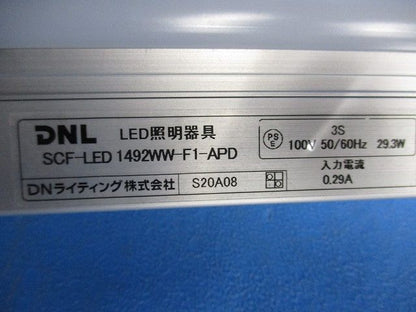 DNL LED照明器具
SCF-LED 1492WW-F1-APD
DNライティング株式会社 S20A08
PSE
3S
100V 50/60Hz 29.3W
入力電流
0.29A